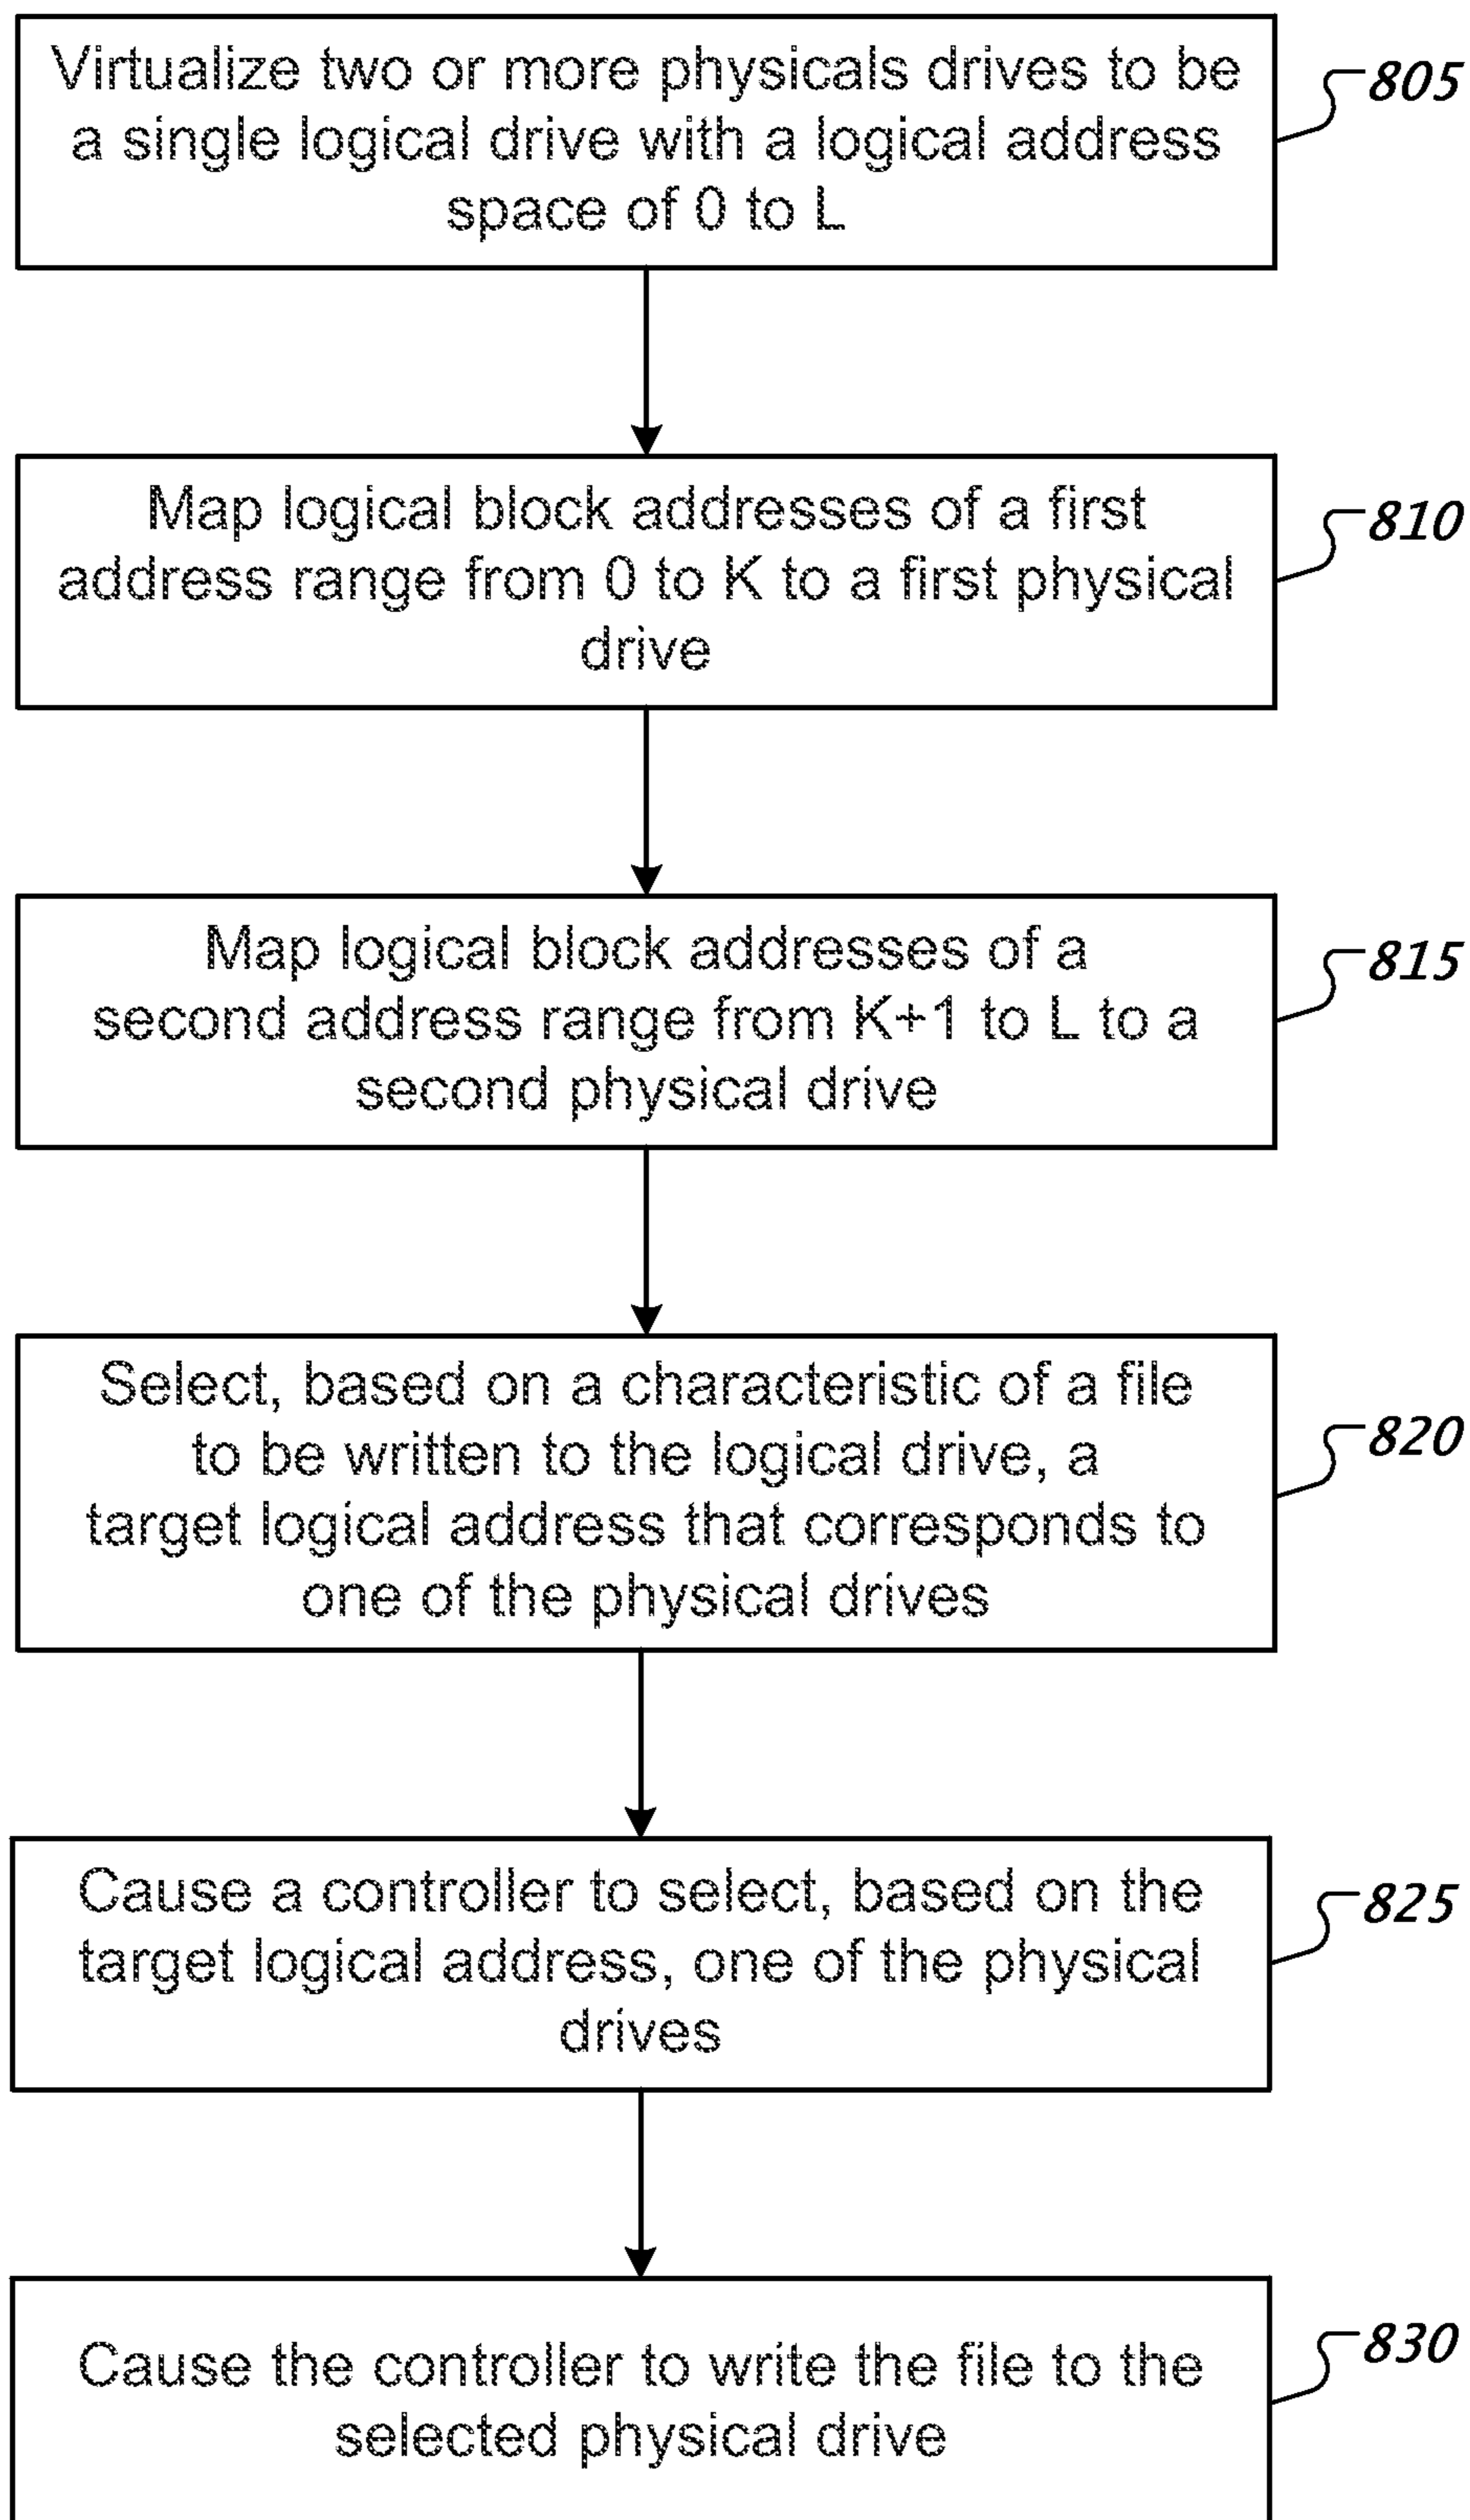 Virtualize two or more physicals drives to be
a single logical drive with a logical address
space of 0 to L
805
Map logical block addresses of a first
address range from 0 to K to a first physical
drive
810
Map logical block addresses of a
second address range from K+1 to L to a
second physical drive
815
Select, based on a characteristic of a file
to be written to the logical drive, a
target logical address that corresponds to
one of the physical drives
820
Cause a controller to select, based on the
target logical address, one of the physical
drives
825
Cause the controller to write the file to the
selected physical drive
830